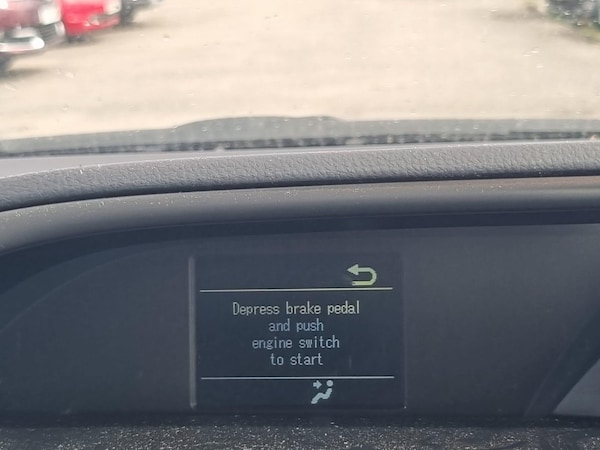 Depress brake pedal
and push
engine switch
to start